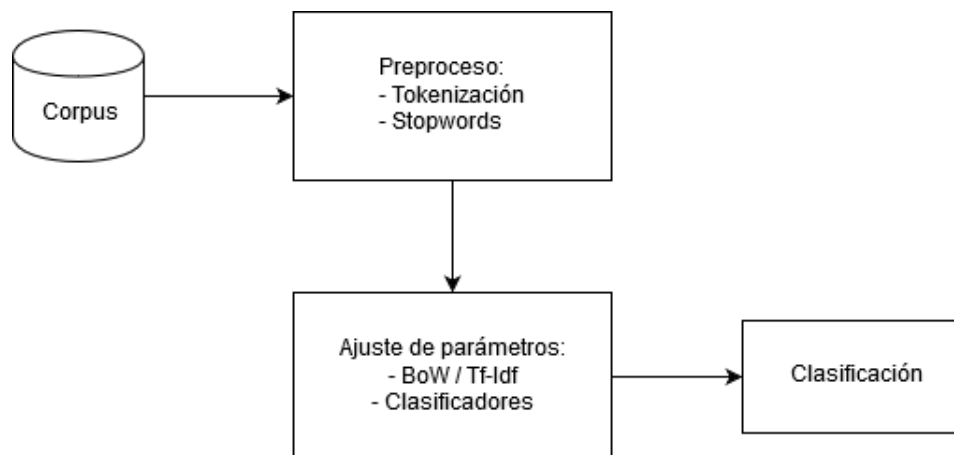 Corpus
Preproceso:
- Tokenización
- Stopwords
Ajuste de parámetros:
- BoW / Tf-Idf
- Clasificadores
Clasificación